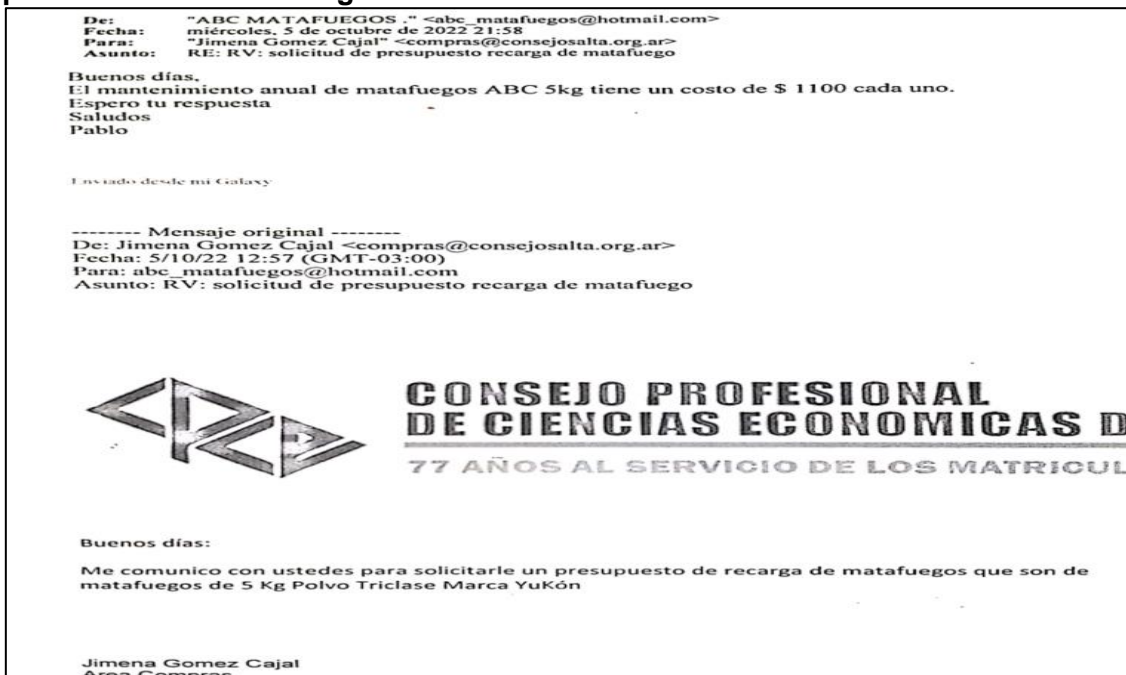 De: "ABC MATAFUEGOS ." <abc_matafuegos@hotmail.com>
Fecha: miércoles, 5 de octubre de 2022 21:58
Para: "Jimena Gomez Cajal" <compras@consejosalta.org.ar>
Asunto: RE: RV: solicitud de presupuesto recarga de matafuego
Buenos días,
El mantenimiento anual de matafuegos ABC 5kg tiene un costo de $ 1100 cada uno.
Espero tu respuesta
Saludos
Pablo
Enviado desde mi Galaxy
-------- Mensaje original --------
De: Jimena Gomez Cajal <compras@consejosalta.org.ar>
Fecha: 5/10/22 12:57 (GMT-03:00)
Para: abc_matafuegos@hotmail.com
Asunto: RV: solicitud de presupuesto recarga de matafuego
CPCE
CONSEJO PROFESIONAL
DE CIENCIAS ECONOMICAS D
77 AÑOS AL SERVICIO DE LOS MATRICUL
Buenos días:
Me comunico con ustedes para solicitarle un presupuesto de recarga de matafuegos que son de
matafuegos de 5 Kg Polvo Triclase Marca YuKón
Jimena Gomez Cajal
Area Compras